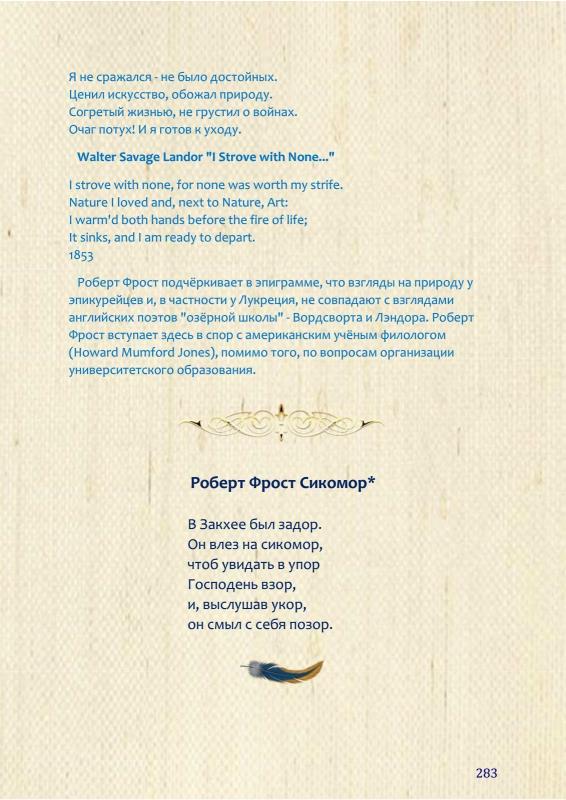 Я не сражался - не было достойных.
Ценил искусство, обожал природу.
Согретый жизнью, не грустил о войнах.
Очаг потух! И я готов к уходу.
Walter Savage Landor "I Strove with None..."
I strove with none, for none was worth my strife.
Nature I loved and, next to Nature, Art:
I warm'd both hands before the fire of life;
It sinks, and I am ready to depart.
1853
Роберт Фрост подчёркивает в эпиграмме, что взгляды на природу у
эпикурейцев и, в частности у Лукреция, не совпадают с взглядами
английских поэтов "озёрной школы" - Вордсворта и Лэндора. Роберт
Фрост вступает здесь в спор с американским учёным филологом
(Howard Mumford Jones), помимо того, по вопросам организации
университетского образования.
Роберт Фрост Сикомор*
В Закхее был задор.
Он влез на сикомор,
чтоб увидать в упор
Господень взор,
и, выслушав укор,
он смыл с себя позор.
283